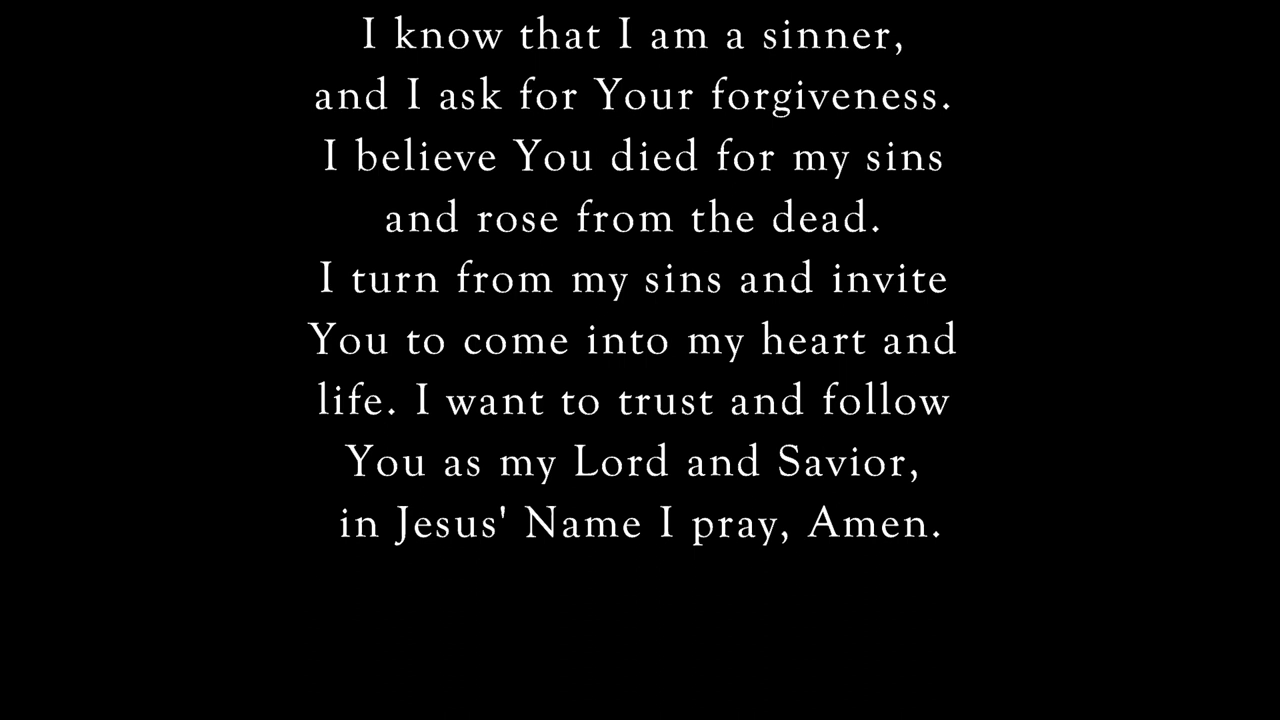 I know that I am a sinner,
and I ask for Your forgiveness.
I believe You died for my sins
and rose from the dead.
I turn from my sins and invite
You to come into my heart and
life. I want to trust and follow
You as my Lord and Savior,
in Jesus' Name I pray, Amen.